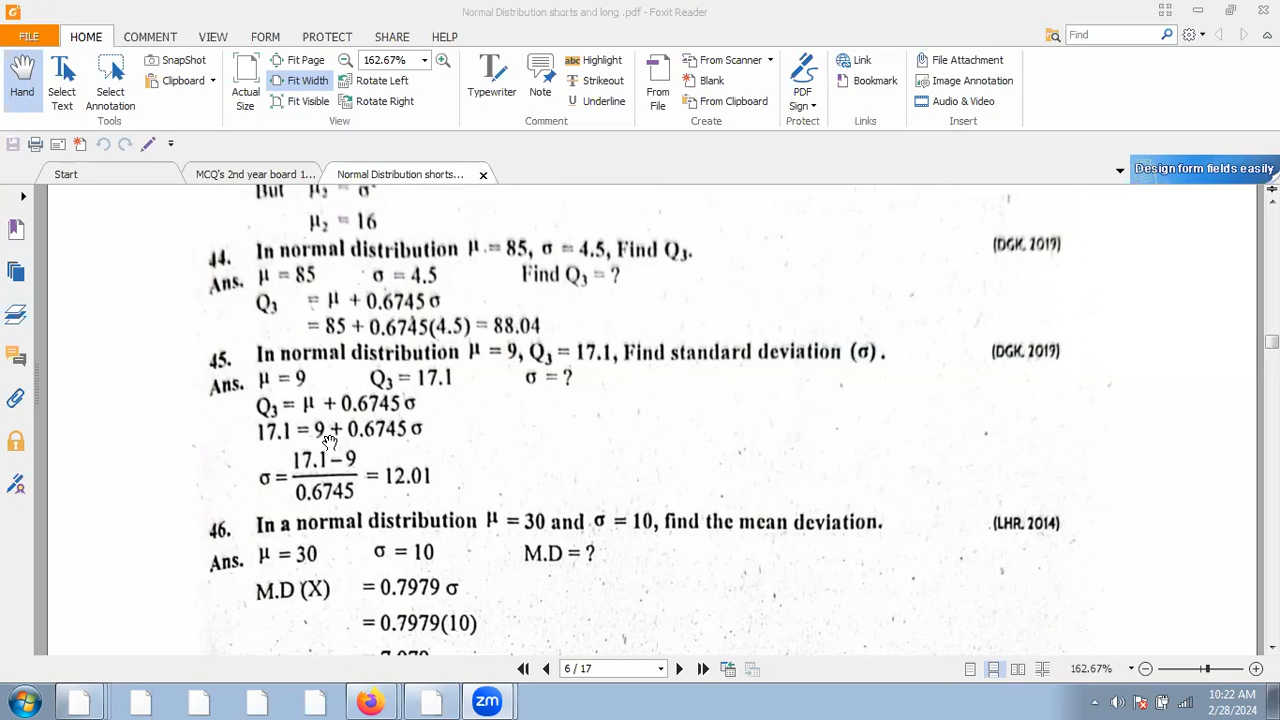 Normal Distribution shorts and long .pdf - Foxit Reader
FILE HOME COMMENT VIEW FORM PROTECT SHARE HELP
Find
Hand
Select Text
Select Annotation
SnapShot
Clipboard
Tools
Actual Size
Fit Page
Fit Width
Fit Visible
162.67%
Rotate Left
Rotate Right
View
Typewriter
Note
Highlight
Strikeout
Underline
Comment
From File
From Scanner
Blank
From Clipboard
Create
PDF Sign
Protect
Link
Bookmark
Links
File Attachment
Image Annotation
Audio & Video
Insert
Start
MCQ's 2nd year board 1...
Normal Distribution shorts...
Design form fields easily
But μ₂ = σ²
μ₂ = 16
44. In normal distribution μ = 85, σ = 4.5, Find Q₃. (DGK. 2019)
Ans. μ = 85 σ = 4.5 Find Q₃ = ?
Q₃ = μ + 0.6745 σ
= 85 + 0.6745(4.5) = 88.04
45. In normal distribution μ = 9, Q₃ = 17.1, Find standard deviation (σ). (DGK. 2019)
Ans. μ = 9 Q₃ = 17.1 σ = ?
Q₃ = μ + 0.6745 σ
17.1 = 9 + 0.6745 σ
σ = 17.1 – 9 / 0.6745 = 12.01
46. In a normal distribution μ = 30 and σ = 10, find the mean deviation. (LHR. 2014)
Ans. μ = 30 σ = 10 M.D = ?
M.D (X) = 0.7979 σ
= 0.7979(10)
6 / 17
162.67%
zm
10:22 AM
2/28/2024